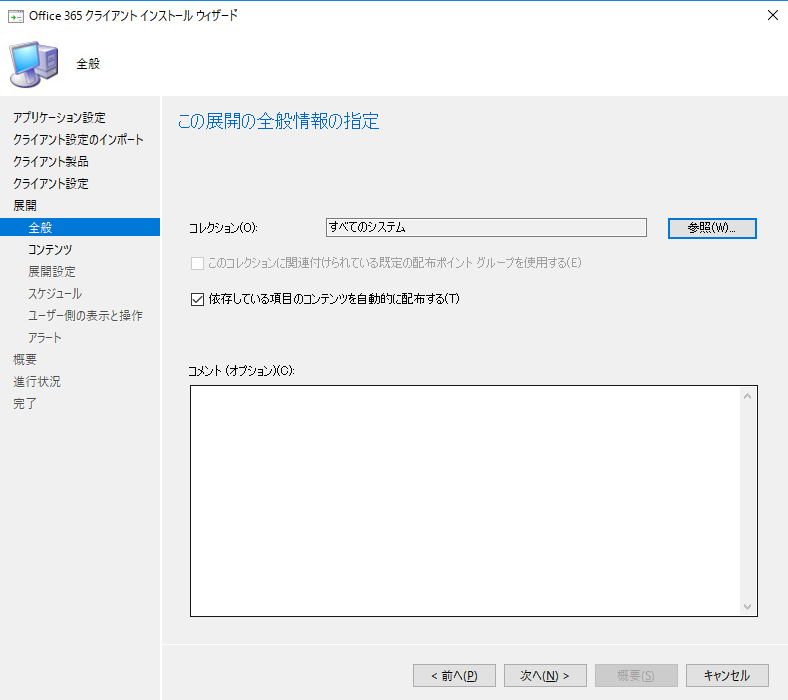 Office 365 クライアント インストール ウィザード
全般
アプリケーション設定
クライアント設定のインポート
クライアント製品
クライアント設定
展開
全般
コンテンツ
展開設定
スケジュール
ユーザー側の表示と操作
アラート
概要
進行状況
完了
この展開の全般情報の指定
コレクション(O): すべてのシステム 参照(W)...
このコレクションに関連付けられている既定の配布ポイント グループを使用する(E)
依存している項目のコンテンツを自動的に配布する(T)
コメント (オプション)(C):
< 前へ(P) 次へ(N) > 概要(S) キャンセル